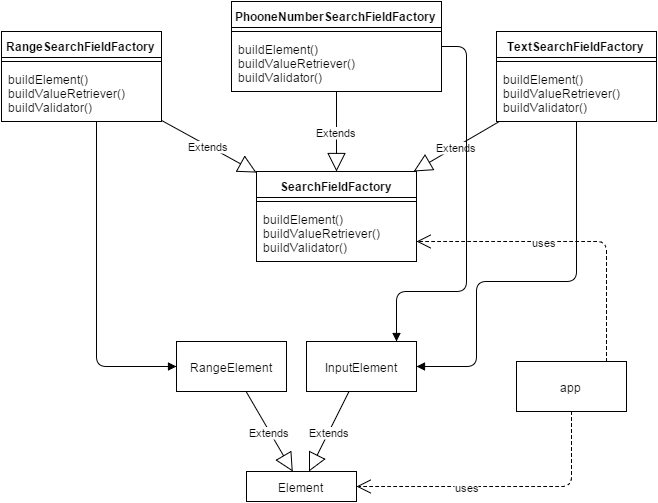 PhooneNumberSearchFieldFactory
buildElement()
buildValueRetriever()
buildValidator()
RangeSearchFieldFactory
buildElement()
buildValueRetriever()
buildValidator()
TextSearchFieldFactory
buildElement()
buildValueRetriever()
buildValidator()
Extends
Extends
Extends
SearchFieldFactory
buildElement()
buildValueRetriever()
buildValidator()
uses
RangeElement
InputElement
app
Extends
Extends
Element
uses